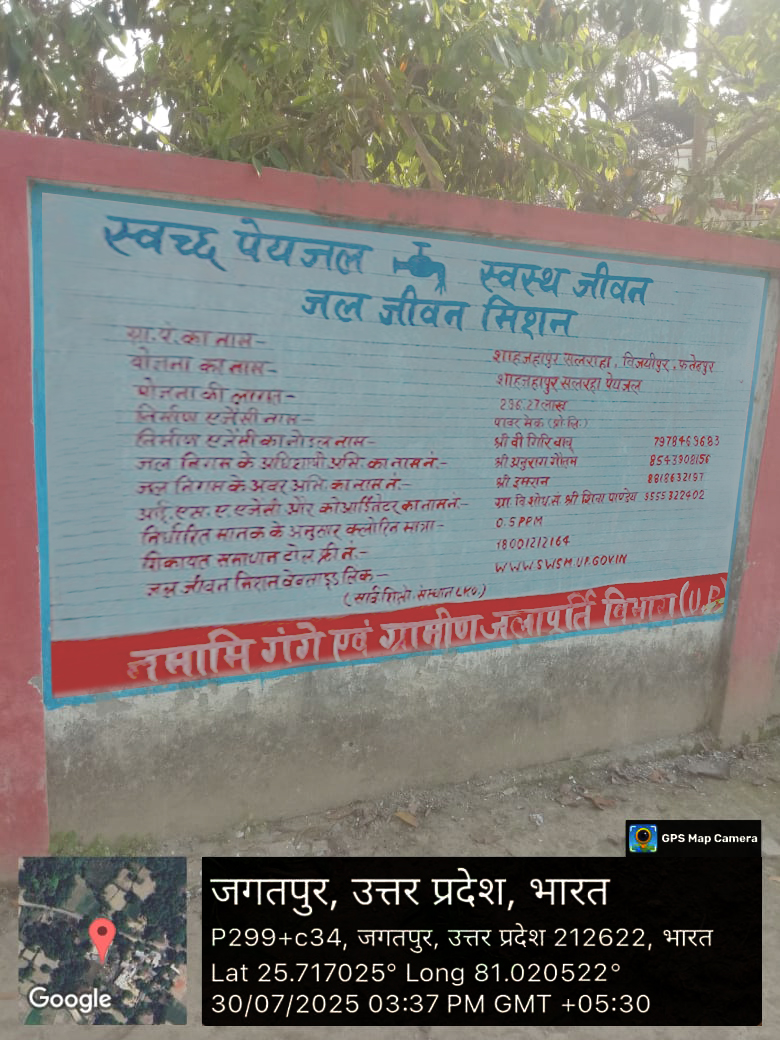 स्वच्छ पेयजल स्वस्थ जीवन
जल जीवन मिशन
ग्रा.पं.का नाम- शाहजहापुर सलराहा, विजयीपुर, फतेहपुर
योजना का नाम- शाहजहापुर सलरहा पेयजल
योजना की लागत- 296.27 लाख
निर्माण एजेंसी नाम- पावर मेक (प्रो.लि.)
निर्माण एजेंसी का नोडल नाम- श्री वी गिरि बाबू 7978469683
जल निगम के अधिशाषी अभि. का नाम नं.- श्री अनुराग गौतम 8543908156
जल निगम के अवर अभि. का नाम नं.- श्री इमरान 8818632197
आई.एस.ए एजेंसी और कोआर्डिनेटर का नाम नं.- ग्रा.वि.शोध.स. श्री शिवा पाण्डेय 9555322402
निर्धारित मानक के अनुसार क्लोरिन मात्रा- 0.5 PPM
शिकायत समाधान टोल फ्री नं.- 18001212164
जल जीवन मिशन वेबसाइड लिंक- WWW.SWSM.UP.GOV.IN
नमामि गंगे एवं ग्रामीण जलापूर्ति विभाग (U.P)
GPS Map Camera
जगतपुर, उत्तर प्रदेश, भारत
P299+c34, जगतपुर, उत्तर प्रदेश 212622, भारत
Lat 25.717025° Long 81.020522°
30/07/2025 03:37 PM GMT +05:30
Google